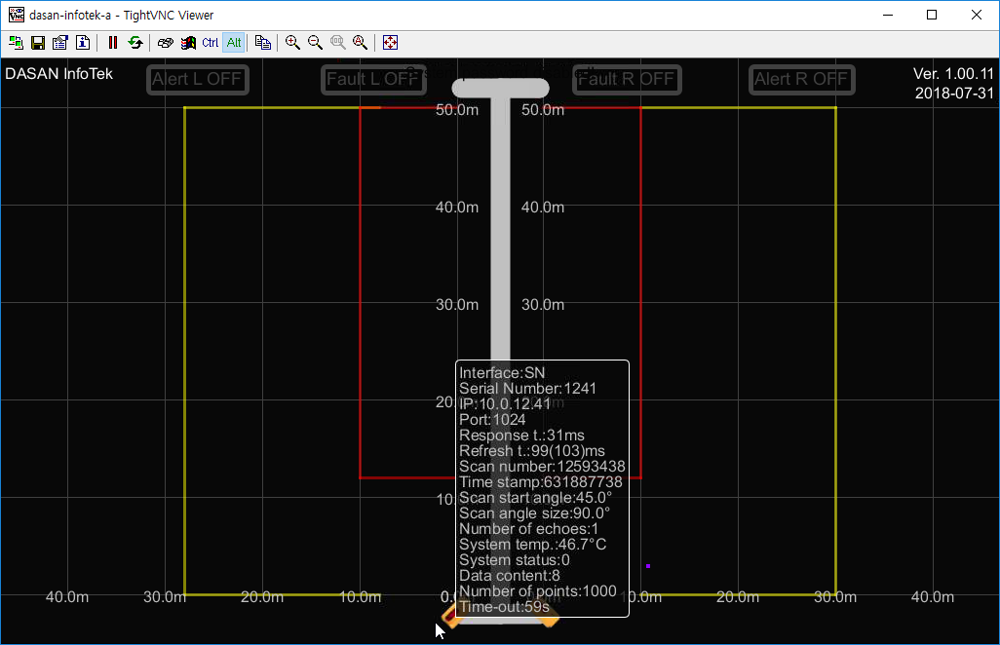 dasan-infotek-a - TightVNC Viewer
Ctrl Alt
DASAN InfoTek
Alert L OFF
Fault L OFF
Fault R OFF
Alert R OFF
Ver. 1.00.11
2018-07-31
50.0m 50.0m
40.0m 40.0m
30.0m 30.0m
20.
10.
Interface:SN
Serial Number:1241
IP:10.0.12.41
Port:1024
Response t.:31ms
Refresh t.:99(103)ms
Scan number:12593438
Time stamp:631887738
Scan start angle:45.0°
Scan angle size:90.0°
Number of echoes:1
System temp.:46.7°C
System status:0
Data content:8
Number of points:1000
Time-out:59s
40.0m 30.0m 20.0m 10.0m 0.0m 10.0m 20.0m 30.0m 40.0m